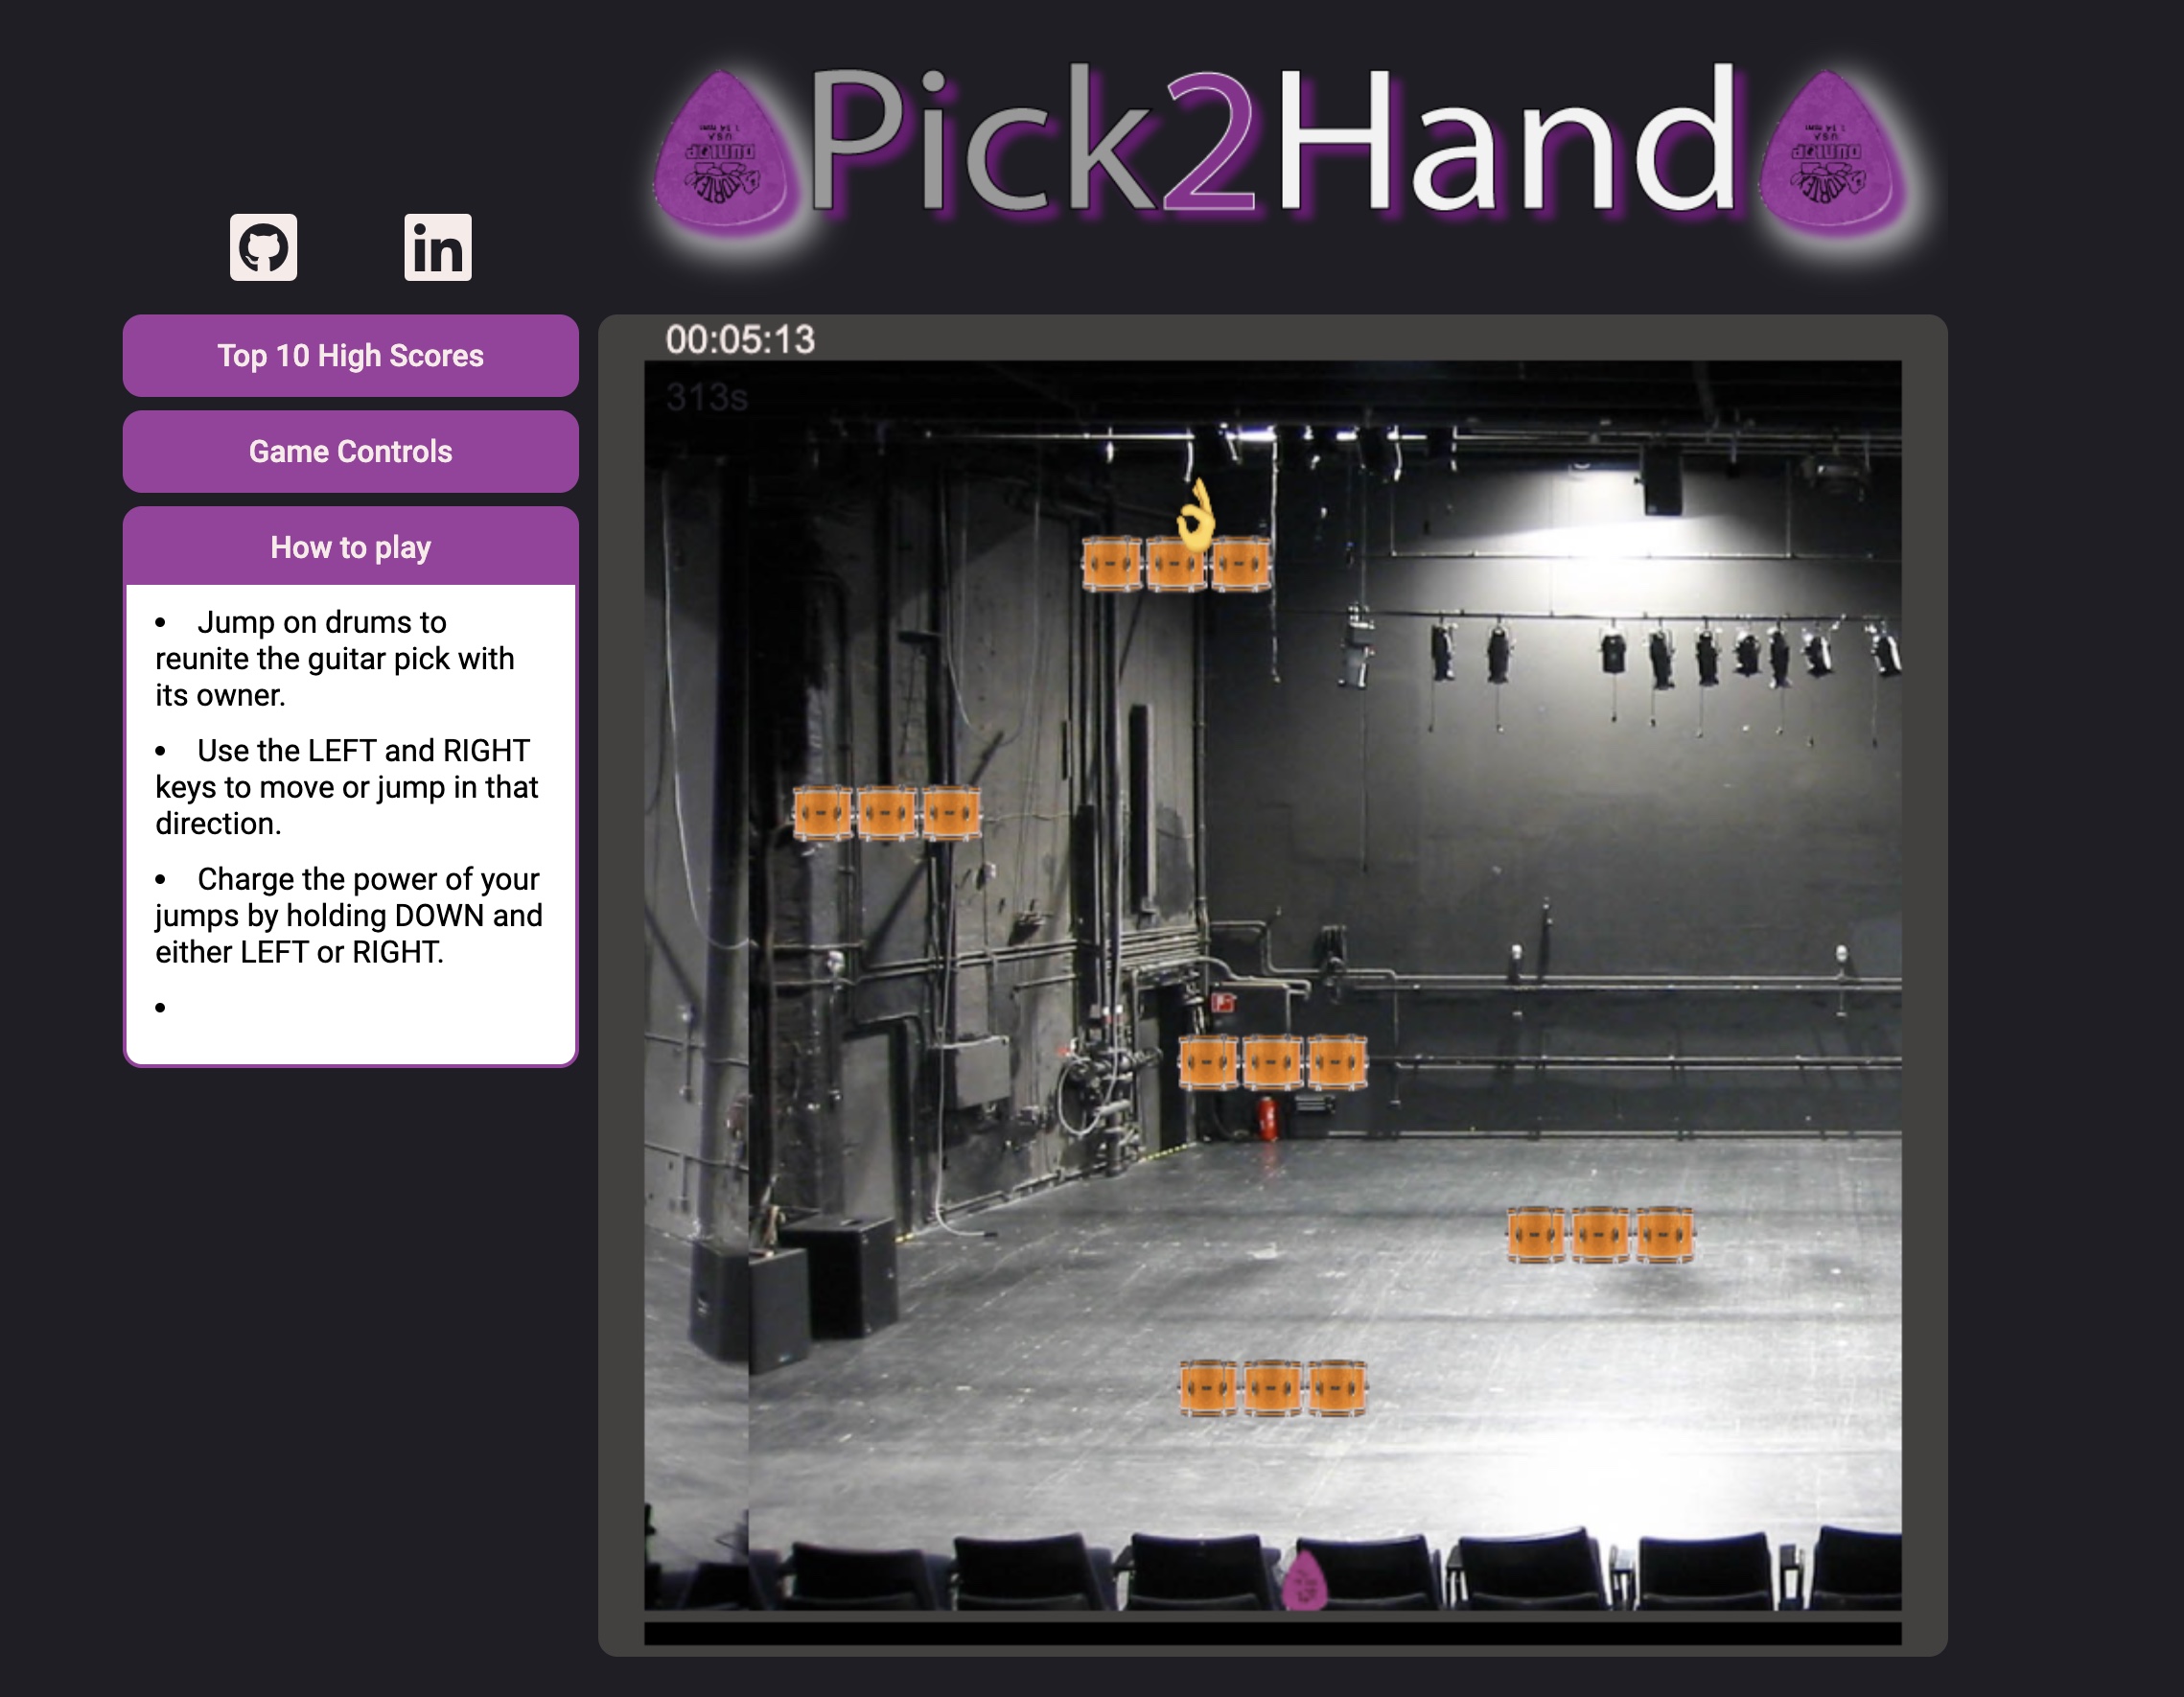 Pick2Hand
in
Top 10 High Scores
Game Controls
How to play
• Jump on drums to
reunite the guitar pick with
its owner.
• Use the LEFT and RIGHT
keys to move or jump in that
direction.
• Charge the power of your
jumps by holding DOWN and
either LEFT or RIGHT.
•
00:05:13
313s